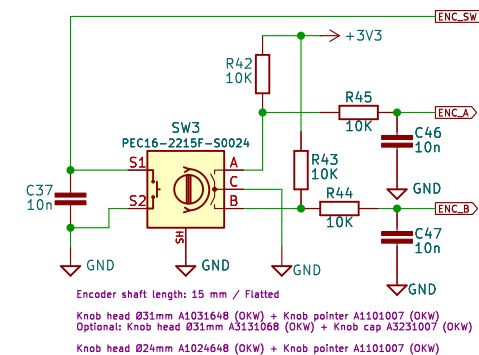 ENC_SW
+3V3
R42
10K
R45
10K
ENC_A
SW3
PEC16-2215F-S0024
C46
10n
S1
A
R43
10K
C37
10n
C
GND
S2
B
R44
10K
ENC_B
SH
C47
10n
GND
GND
GND
GND
Encoder shaft length: 15 mm / Flatted
Knob head Ø31mm A1031648 (OKW) + Knob pointer A1101007 (OKW)
Optional: Knob head Ø31mm A3131068 (OKW) + Knob cap A3231007 (OKW)
Knob head Ø24mm A1024648 (OKW) + Knob pointer A1101007 (OKW)